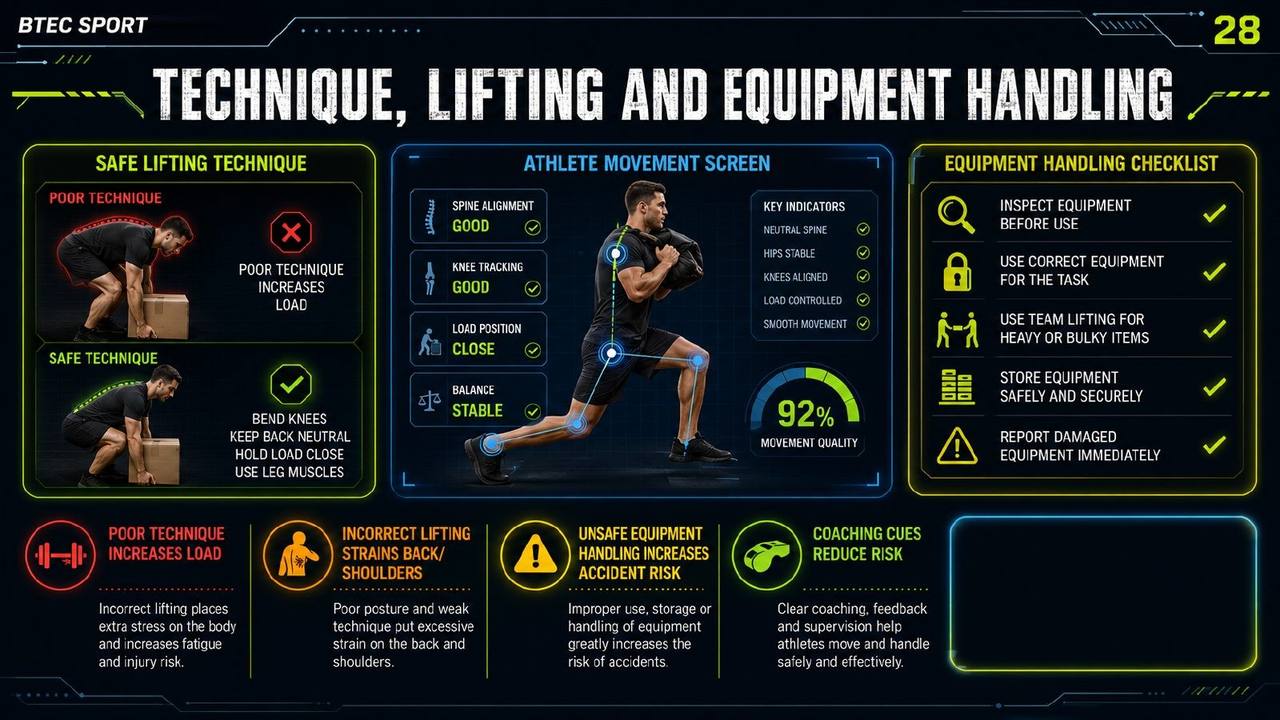 BTEC SPORT
28
TECHNIQUE, LIFTING AND EQUIPMENT HANDLING
SAFE LIFTING TECHNIQUE
POOR TECHNIQUE
POOR TECHNIQUE
INCREASES
LOAD
SAFE TECHNIQUE
BEND KNEES
KEEP BACK NEUTRAL
HOLD LOAD CLOSE
USE LEG MUSCLES
ATHLETE MOVEMENT SCREEN
SPINE ALIGNMENT
GOOD
KNEE TRACKING
GOOD
LOAD POSITION
CLOSE
BALANCE
STABLE
KEY INDICATORS
NEUTRAL SPINE
HIPS STABLE
KNEES ALIGNED
LOAD CONTROLLED
SMOOTH MOVEMENT
92%
MOVEMENT QUALITY
EQUIPMENT HANDLING CHECKLIST
INSPECT EQUIPMENT
BEFORE USE
USE CORRECT EQUIPMENT
FOR THE TASK
USE TEAM LIFTING FOR
HEAVY OR BULKY ITEMS
STORE EQUIPMENT
SAFELY AND SECURELY
REPORT DAMAGED
EQUIPMENT IMMEDIATELY
POOR TECHNIQUE
INCREASES LOAD
Incorrect lifting places
extra stress on the body
and increases fatigue
and injury risk.
INCORRECT LIFTING
STRAINS BACK/
SHOULDERS
Poor posture and weak
technique put excessive
strain on the back and
shoulders.
UNSAFE EQUIPMENT
HANDLING INCREASES
ACCIDENT RISK
Improper use, storage or
handling of equipment
greatly increases the
risk of accidents.
COACHING CUES
REDUCE RISK
Clear coaching, feedback
and supervision help
athletes move and handle
safely and effectively.